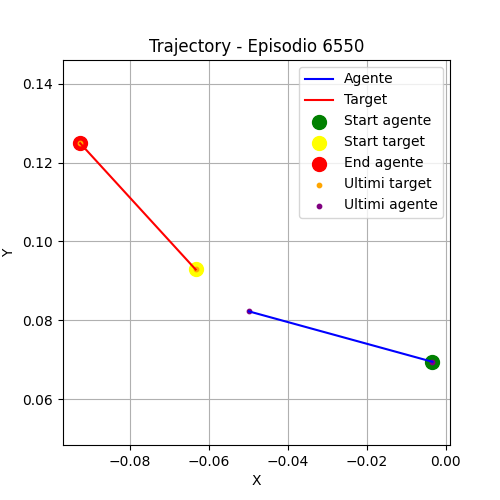 Trajectory - Episodio 6550
Agente
Target
Start agente
Start target
End agente
Ultimi target
Ultimi agente
0.14
0.12
0.10
0.08
0.06
Y
−0.08
−0.06
−0.04
−0.02
0.00
X